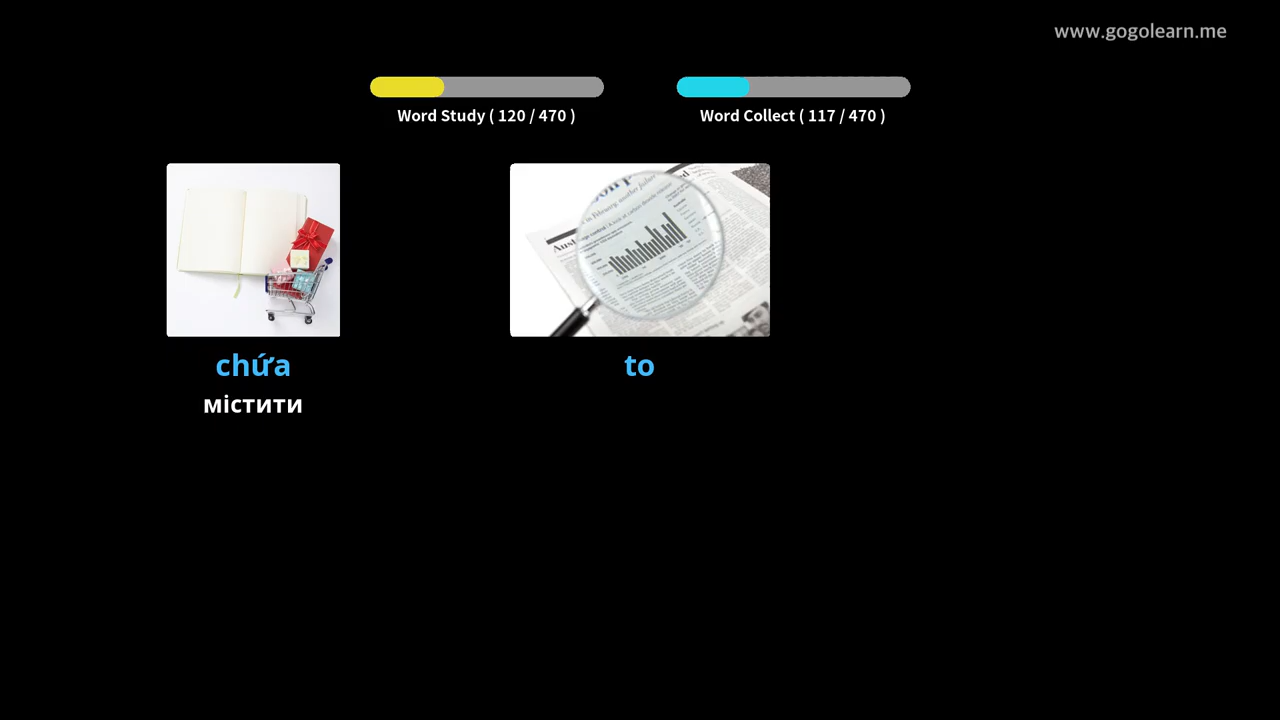 www.gogolearn.me
Word Study ( 120 / 470 )
Word Collect ( 117 / 470 )
chứa
містити
to